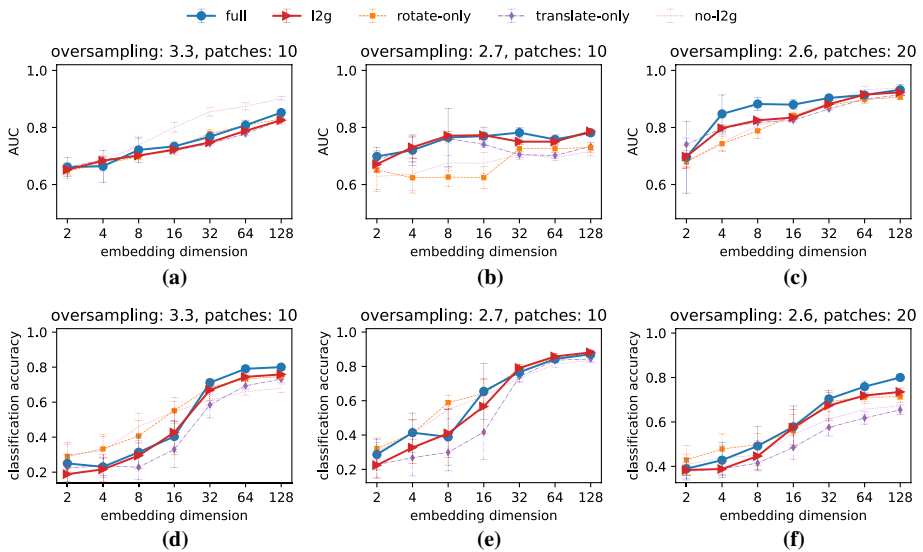 full l2g rotate-only translate-only no-l2g
oversampling: 3.3, patches: 10
AUC
1.0
0.8
0.6
2 4 8 16 32 64 128
embedding dimension
(a)
oversampling: 2.7, patches: 10
AUC
1.0
0.8
0.6
2 4 8 16 32 64 128
embedding dimension
(b)
oversampling: 2.6, patches: 20
AUC
1.0
0.8
0.6
2 4 8 16 32 64 128
embedding dimension
(c)
oversampling: 3.3, patches: 10
classification accuracy
1.0
0.8
0.6
0.4
0.2
2 4 8 16 32 64 128
embedding dimension
(d)
oversampling: 2.7, patches: 10
classification accuracy
1.0
0.8
0.6
0.4
0.2
2 4 8 16 32 64 128
embedding dimension
(e)
oversampling: 2.6, patches: 20
classification accuracy
1.0
0.8
0.6
0.4
2 4 8 16 32 64 128
embedding dimension
(f)